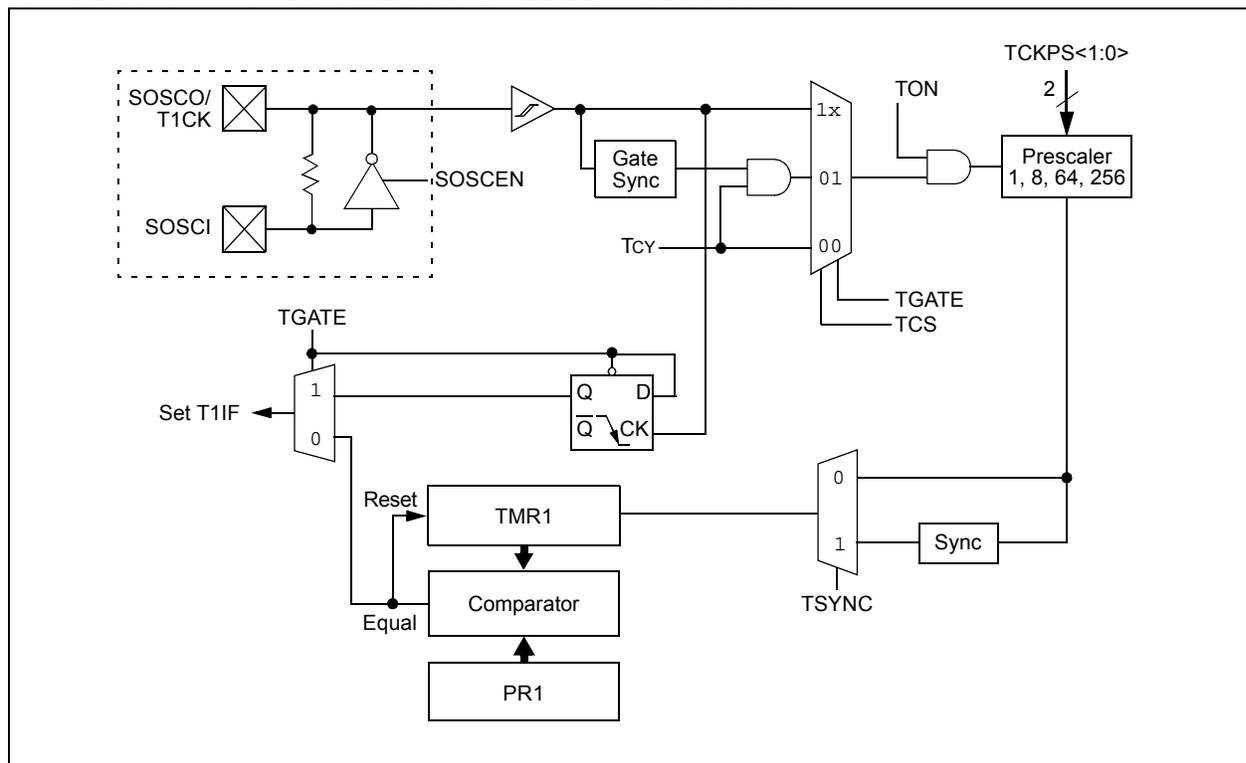 TCKPS<1:0>
SOSCO/
T1CK
TON
2
1x
Gate
Sync
Prescaler
1, 8, 64, 256
SOSCEN
01
SOSCI
TCY
00
TGATE
TCS
TGATE
1
Q
D
Set T1IF
Q
CK
0
0
Reset
TMR1
1
Sync
Comparator
TSYNC
Equal
PR1